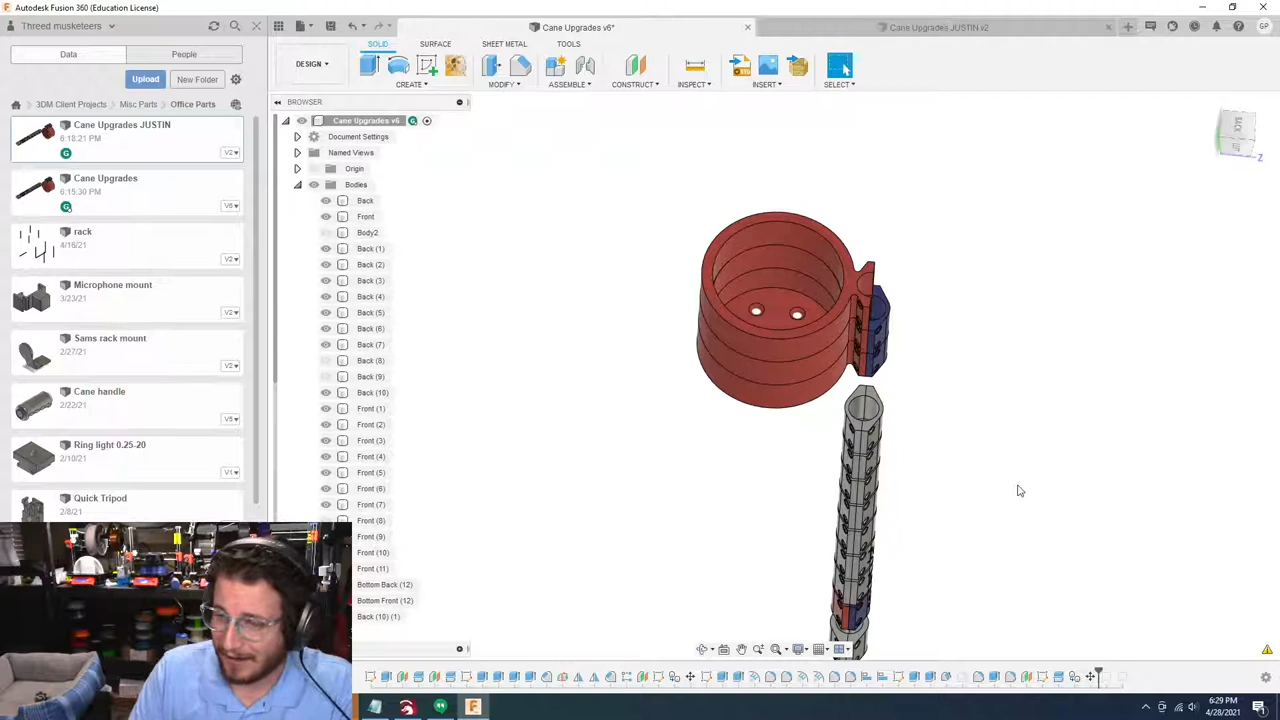 Autodesk Fusion 360 (Education License)
Threed musketeers
Cane Upgrades v6*
Cane Upgrades JUSTIN v2
GP
Data
People
Upload
New Folder
3DM Client Projects
Misc Parts
Office Parts
Cane Upgrades JUSTIN
6:18:21 PM
G
V2
Cane Upgrades
6:15:30 PM
V6
rack
4/16/21
V2
Microphone mount
3/23/21
V2
Sams rack mount
2/27/21
V2
Cane handle
2/22/21
V5
Ring light 0.25-20
2/10/21
V1
Quick Tripod
2/8/21
DESIGN
SOLID
SURFACE
SHEET METAL
TOOLS
CREATE
MODIFY
ASSEMBLE
CONSTRUCT
INSPECT
INSERT
SELECT
BROWSER
Cane Upgrades v6
Document Settings
Named Views
Origin
Bodies
Back
Front
Body2
Back (1)
Back (2)
Back (3)
Back (4)
Back (5)
Back (6)
Back (7)
Back (8)
Back (9)
Back (10)
Front (1)
Front (2)
Front (3)
Front (4)
Front (5)
Front (6)
Front (7)
Front (8)
Front (9)
Front (10)
Front (11)
Bottom Back (12)
Bottom Front (12)
Back (10) (1)
BACK
Z
6:29 PM
4/28/2021